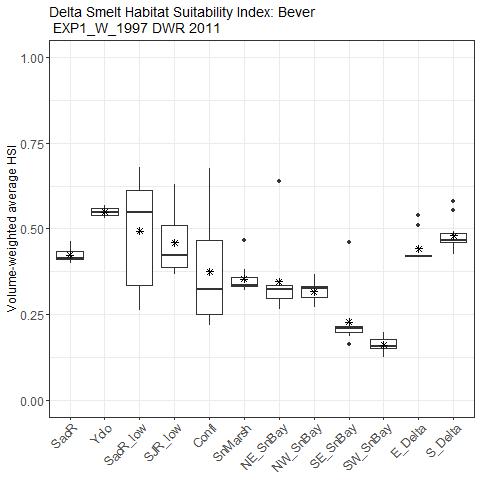 Delta Smelt Habitat Suitability Index: Bever
EXP1_W_1997 DWR 2011
Volume-weighted average HSI
1.00
0.75
0.50
0.25
0.00
SacR
Yolo
SacR_low
SJR_low
Confl
SnMarsh
NE_SnBay
NW_SnBay
SE_SnBay
SW_SnBay
E_Delta
S_Delta